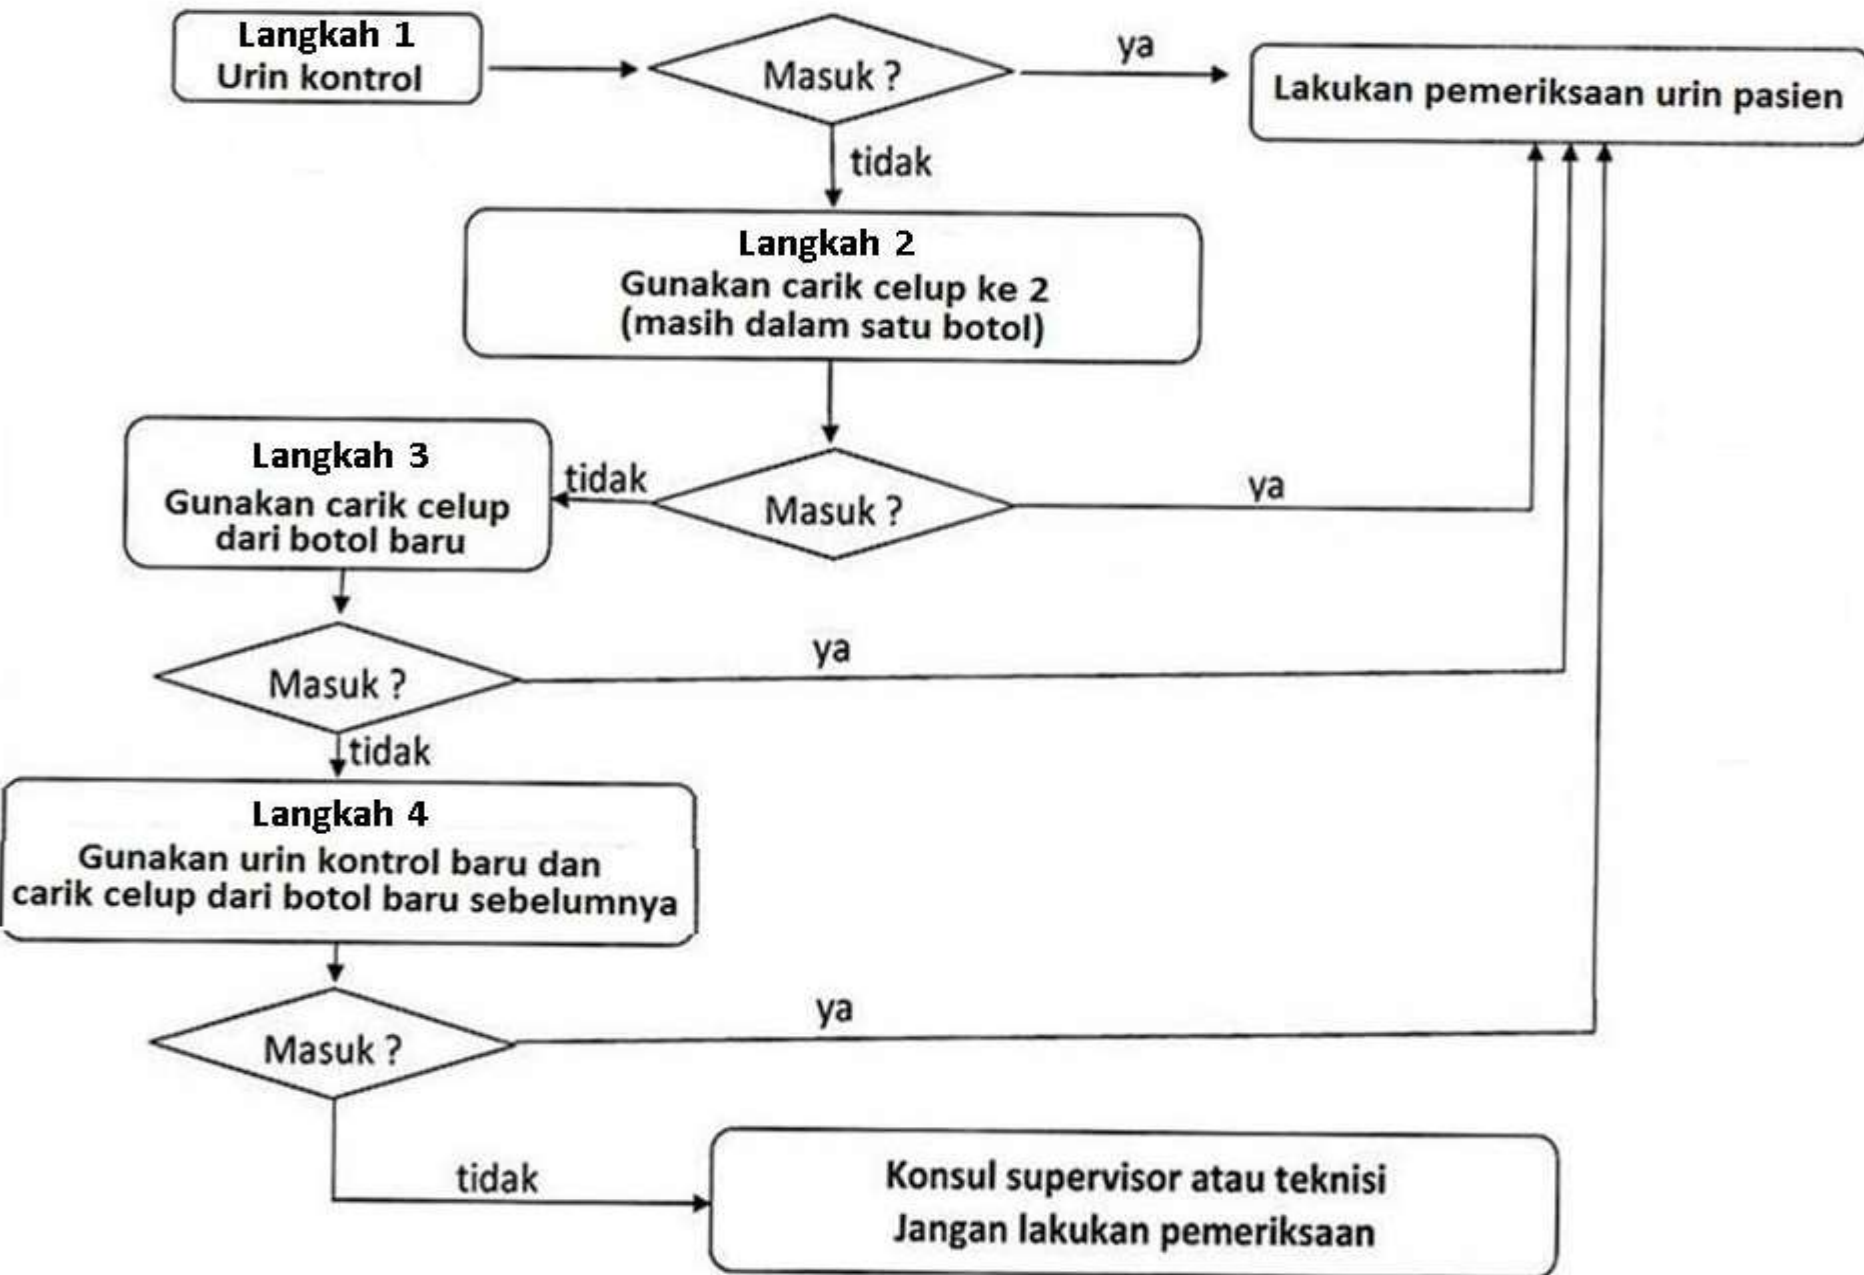 Langkah 1
Urin kontrol
Masuk ?
ya
Lakukan pemeriksaan urin pasien
tidak
Langkah 2
Gunakan carik celup ke 2
(masih dalam satu botol)
Masuk ?
tidak
ya
Langkah 3
Gunakan carik celup
dari botol baru
Masuk ?
ya
tidak
Langkah 4
Gunakan urin kontrol baru dan
carik celup dari botol baru sebelumnya
Masuk ?
ya
tidak
Konsul supervisor atau teknisi
Jangan lakukan pemeriksaan